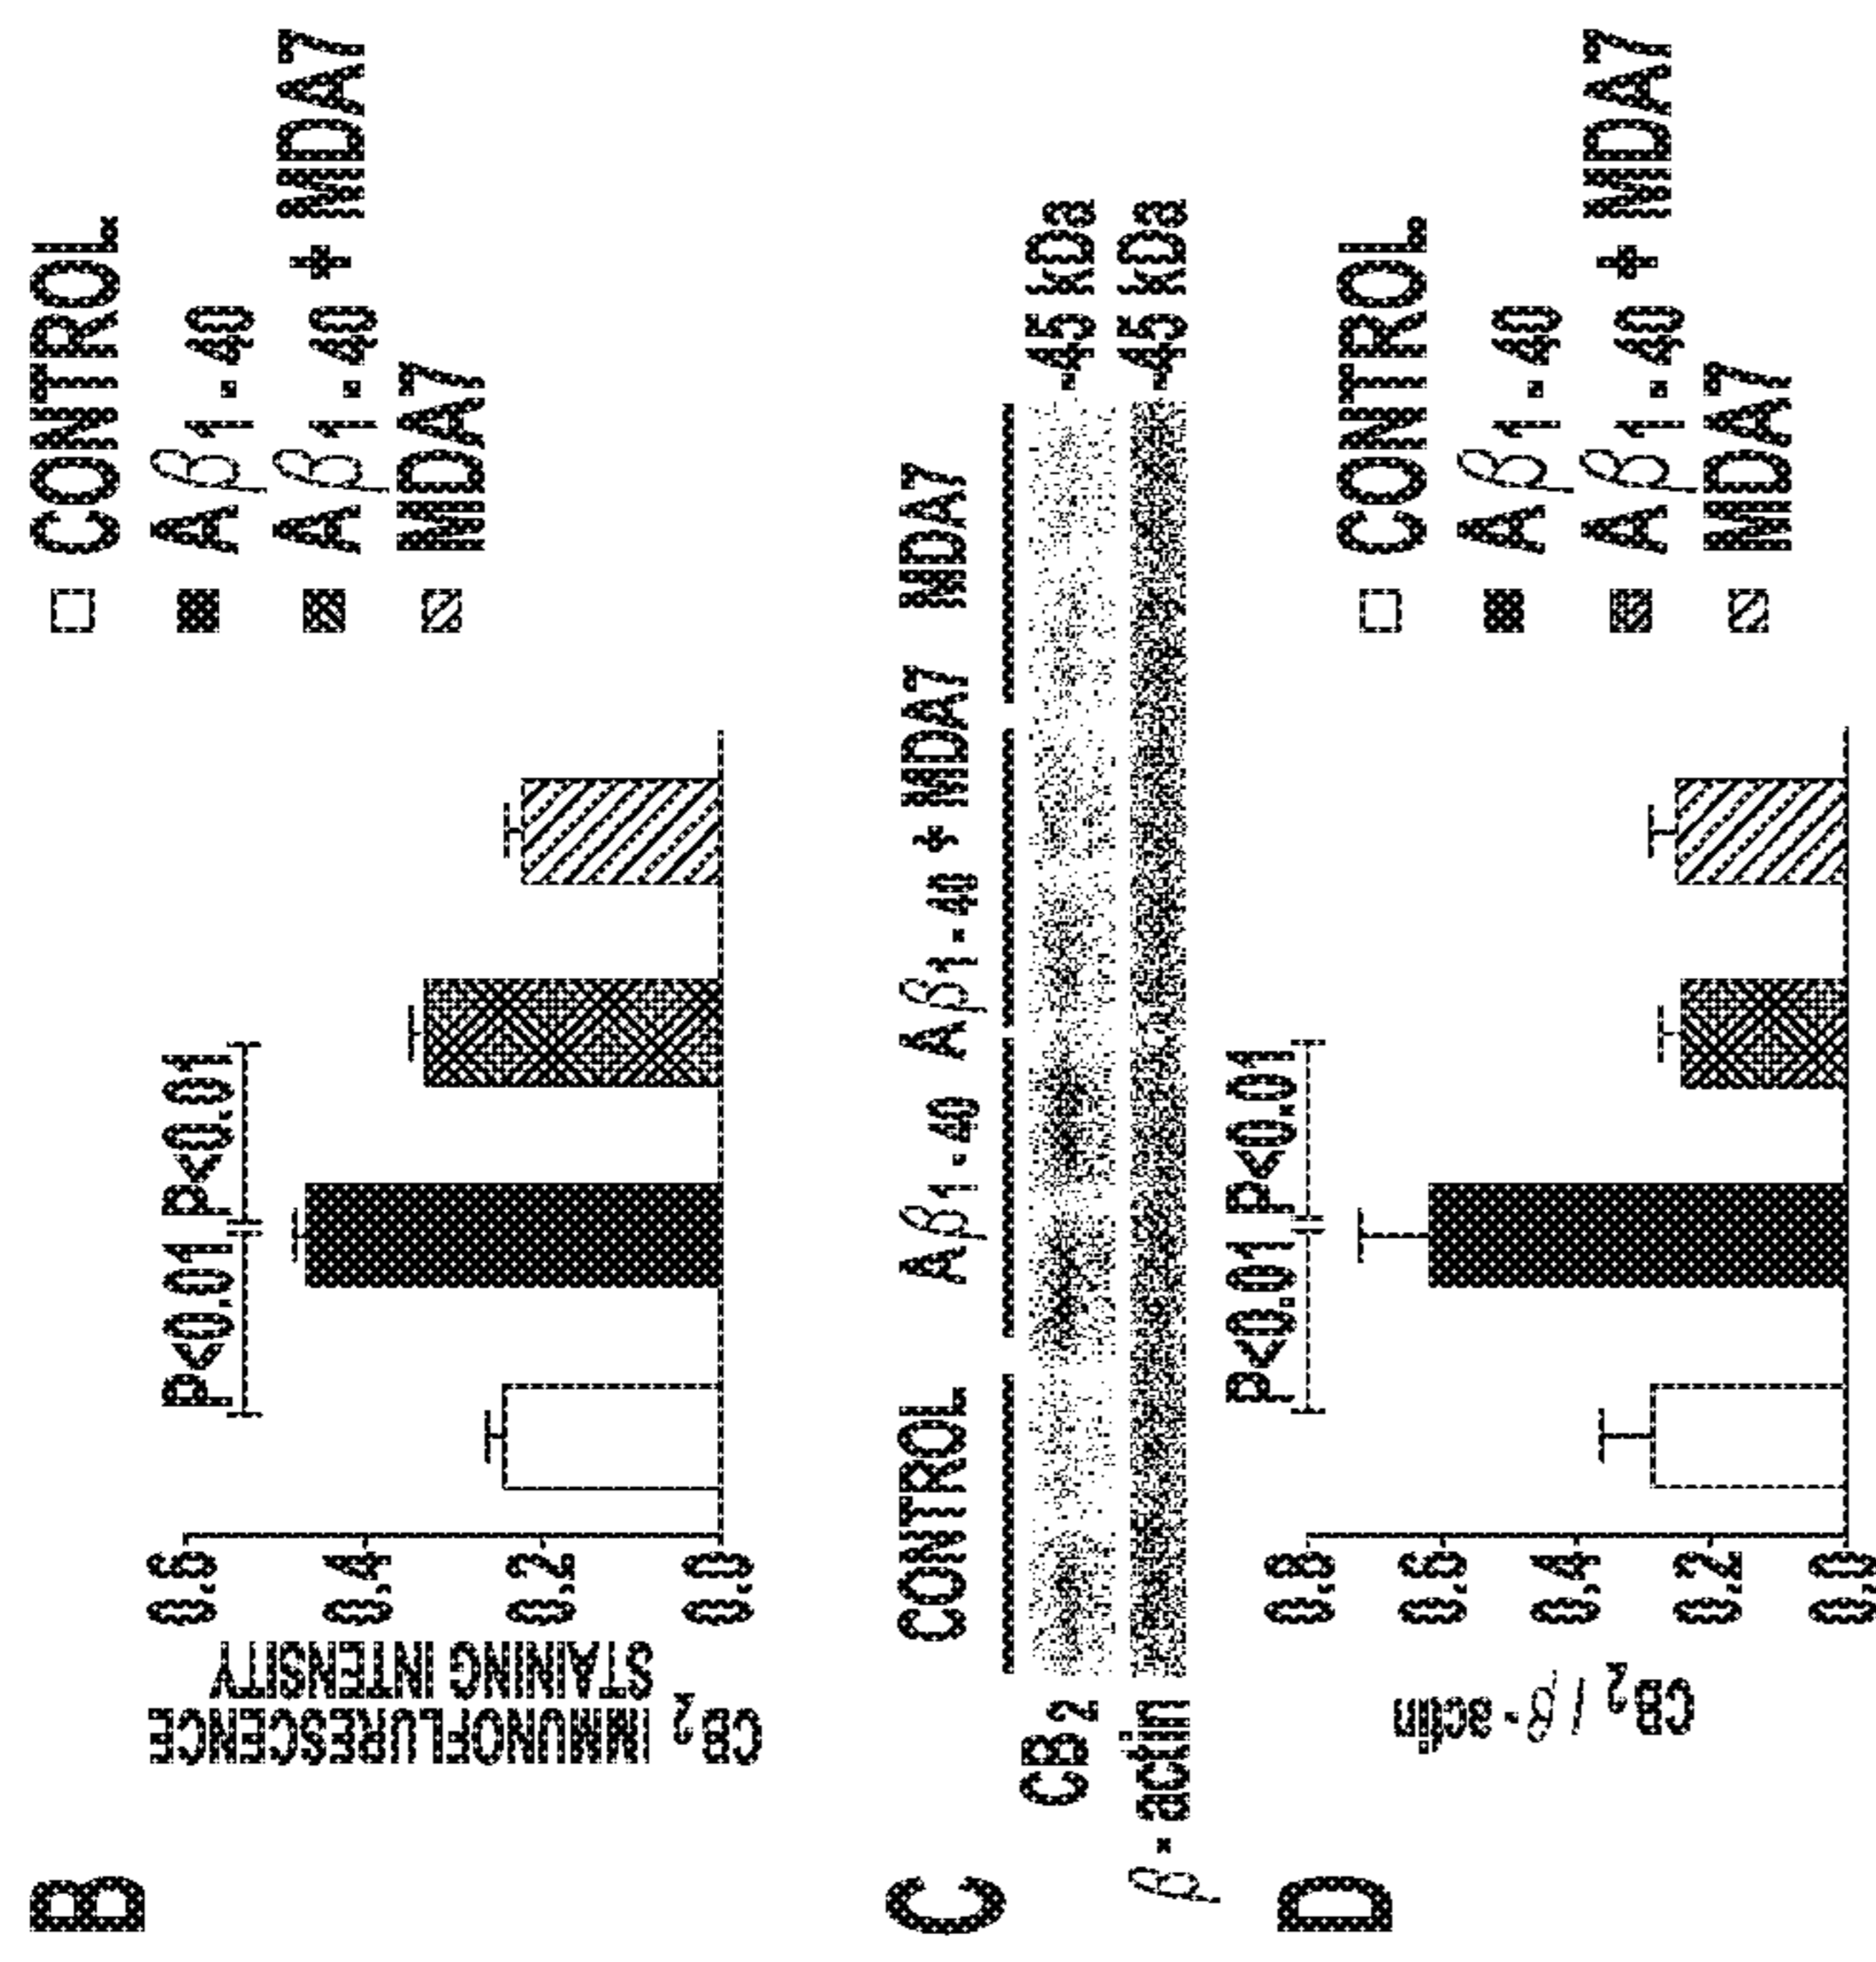 B
CB2 IMMUNOFLURESCENCE
STAINING INTENSITY
0.6
0.4
0.2
0.0
P<0.01 P<0.01
CONTROL
Aβ1-40
Aβ1-40 + MDA7
MDA7
C
CONTROL Aβ1-40 Aβ1-40 + MDA7 MDA7
CB2 -45 kDa
β-actin -45 kDa
D
CB2 / β-actin
0.8
0.6
0.4
0.2
0.0
P<0.01 P<0.01
CONTROL
Aβ1-40
Aβ1-40 + MDA7
MDA7